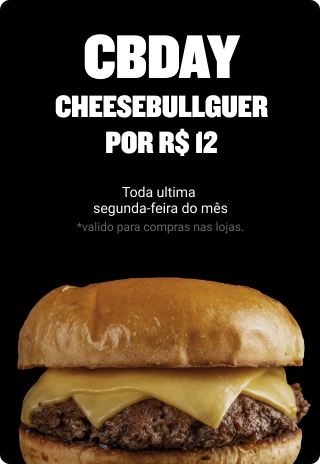 CBDAY
CHEESEBULLGUER
POR R$ 12
Toda ultima
segunda-feira do mês
*valido para compras nas lojas.